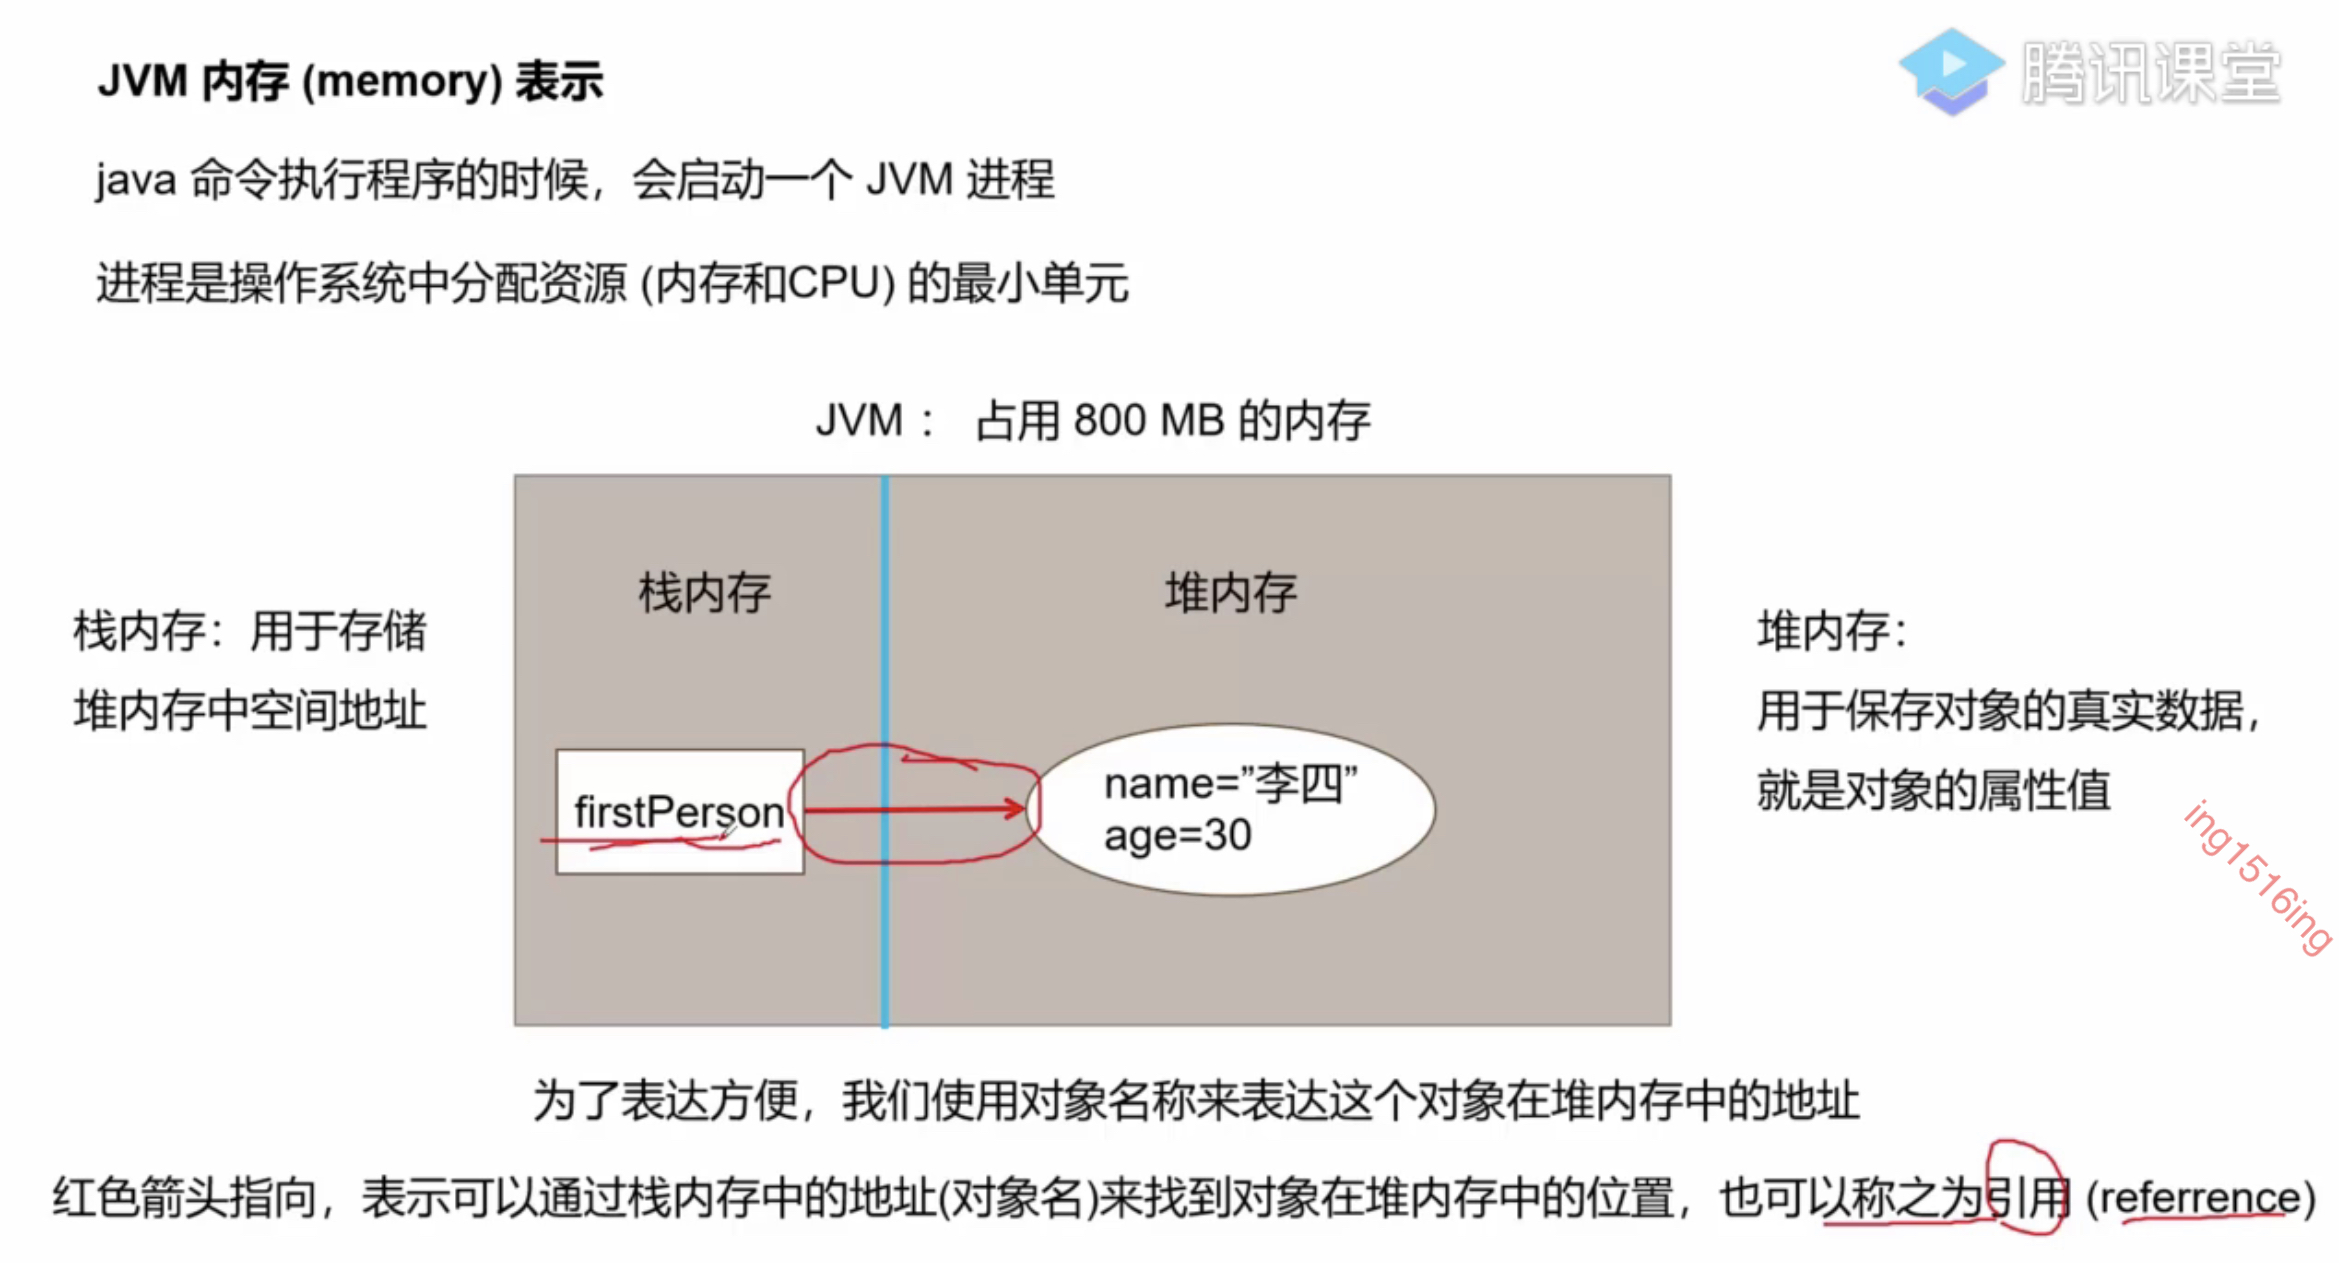 JVM 内存 (memory) 表示
腾讯课堂
java 命令执行程序的时候，会启动一个 JVM 进程
进程是操作系统中分配资源 (内存和CPU) 的最小单元
JVM： 占用 800 MB 的内存
栈内存
堆内存
栈内存：用于存储
堆内存中空间地址
堆内存：
用于保存对象的真实数据，
就是对象的属性值
firstPerson
name=”李四”
age=30
ing1516ing
为了表达方便，我们使用对象名称来表达这个对象在堆内存中的地址
红色箭头指向，表示可以通过栈内存中的地址(对象名)来找到对象在堆内存中的位置，也可以称之为引用 (referrence)